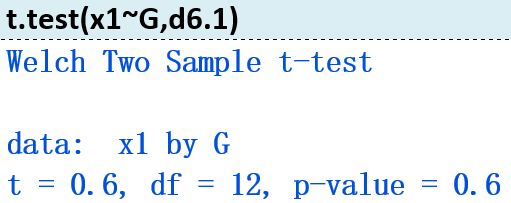 t.test(x1~G,d6.1)
Welch Two Sample t-test
data:  x1 by G
t = 0.6, df = 12, p-value = 0.6